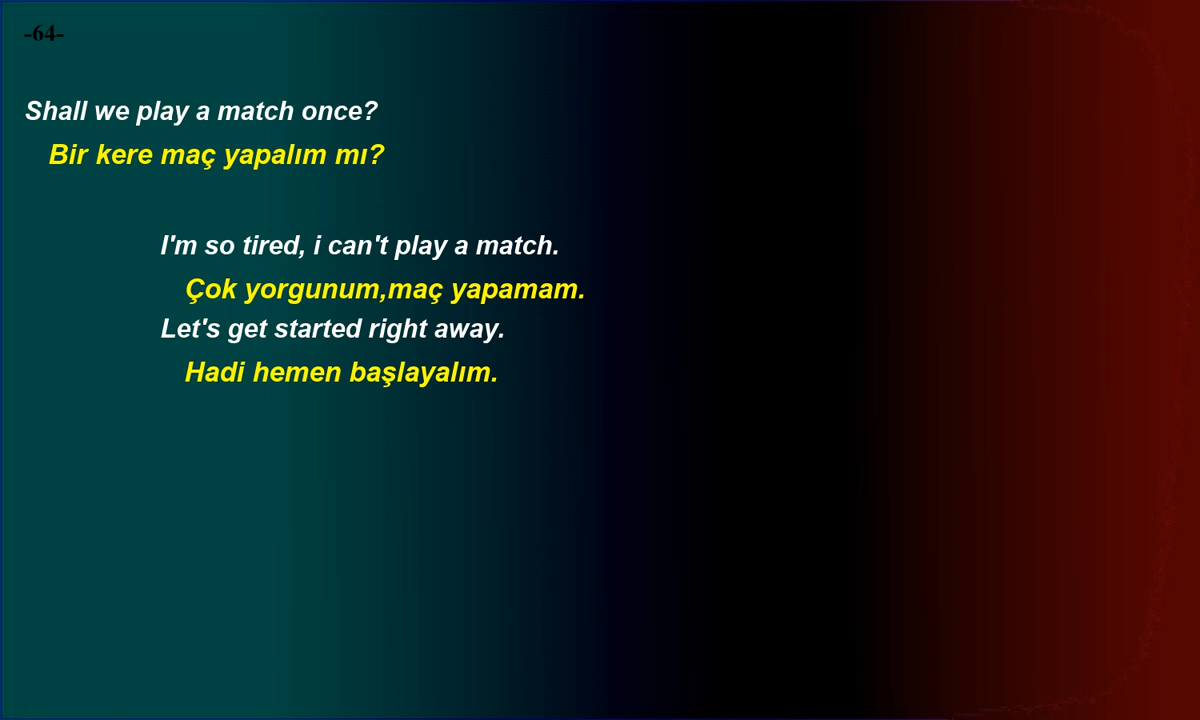 -64-
Shall we play a match once?
Bir kere maç yapalım mı?
I'm so tired, i can't play a match.
Çok yorgunum,maç yapamam.
Let's get started right away.
Hadi hemen başlayalım.